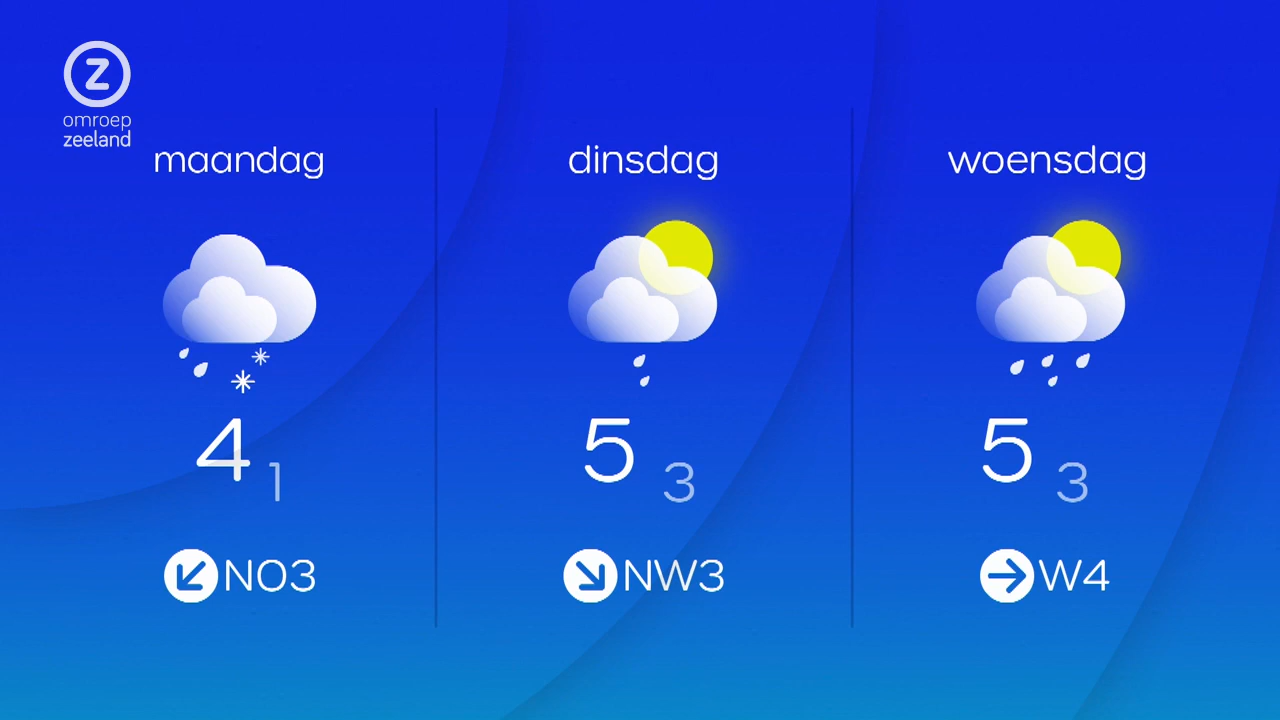 Z
omroep
zeeland
maandag
dinsdag
woensdag
4 1
5 3
5 3
NO3
NW3
W4